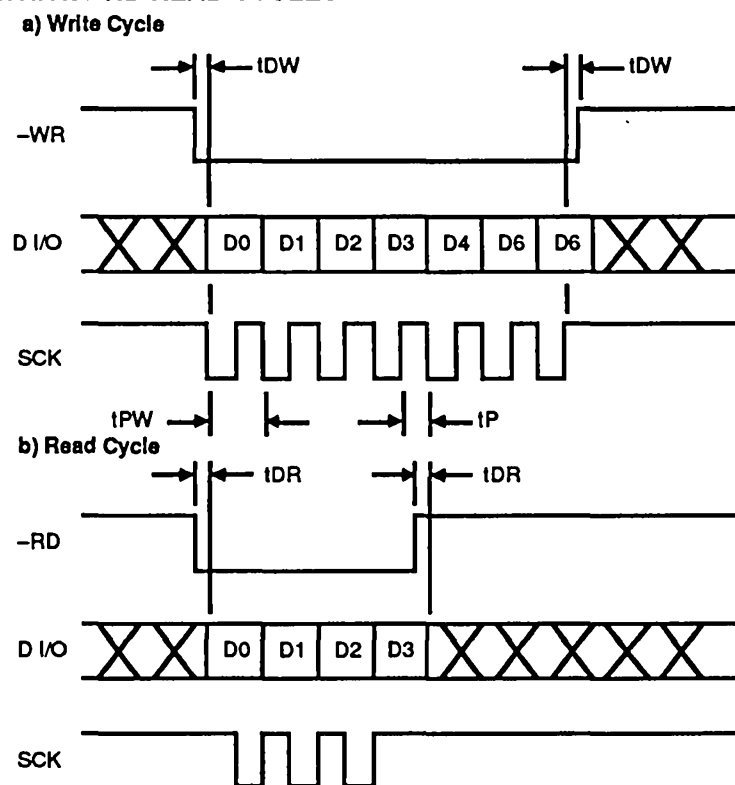 a) Write Cycle
tDW tDW
–WR
D I/O D0 D1 D2 D3 D4 D6 D6
SCK
tPW tP
b) Read Cycle
tDR tDR
–RD
D I/O D0 D1 D2 D3
SCK